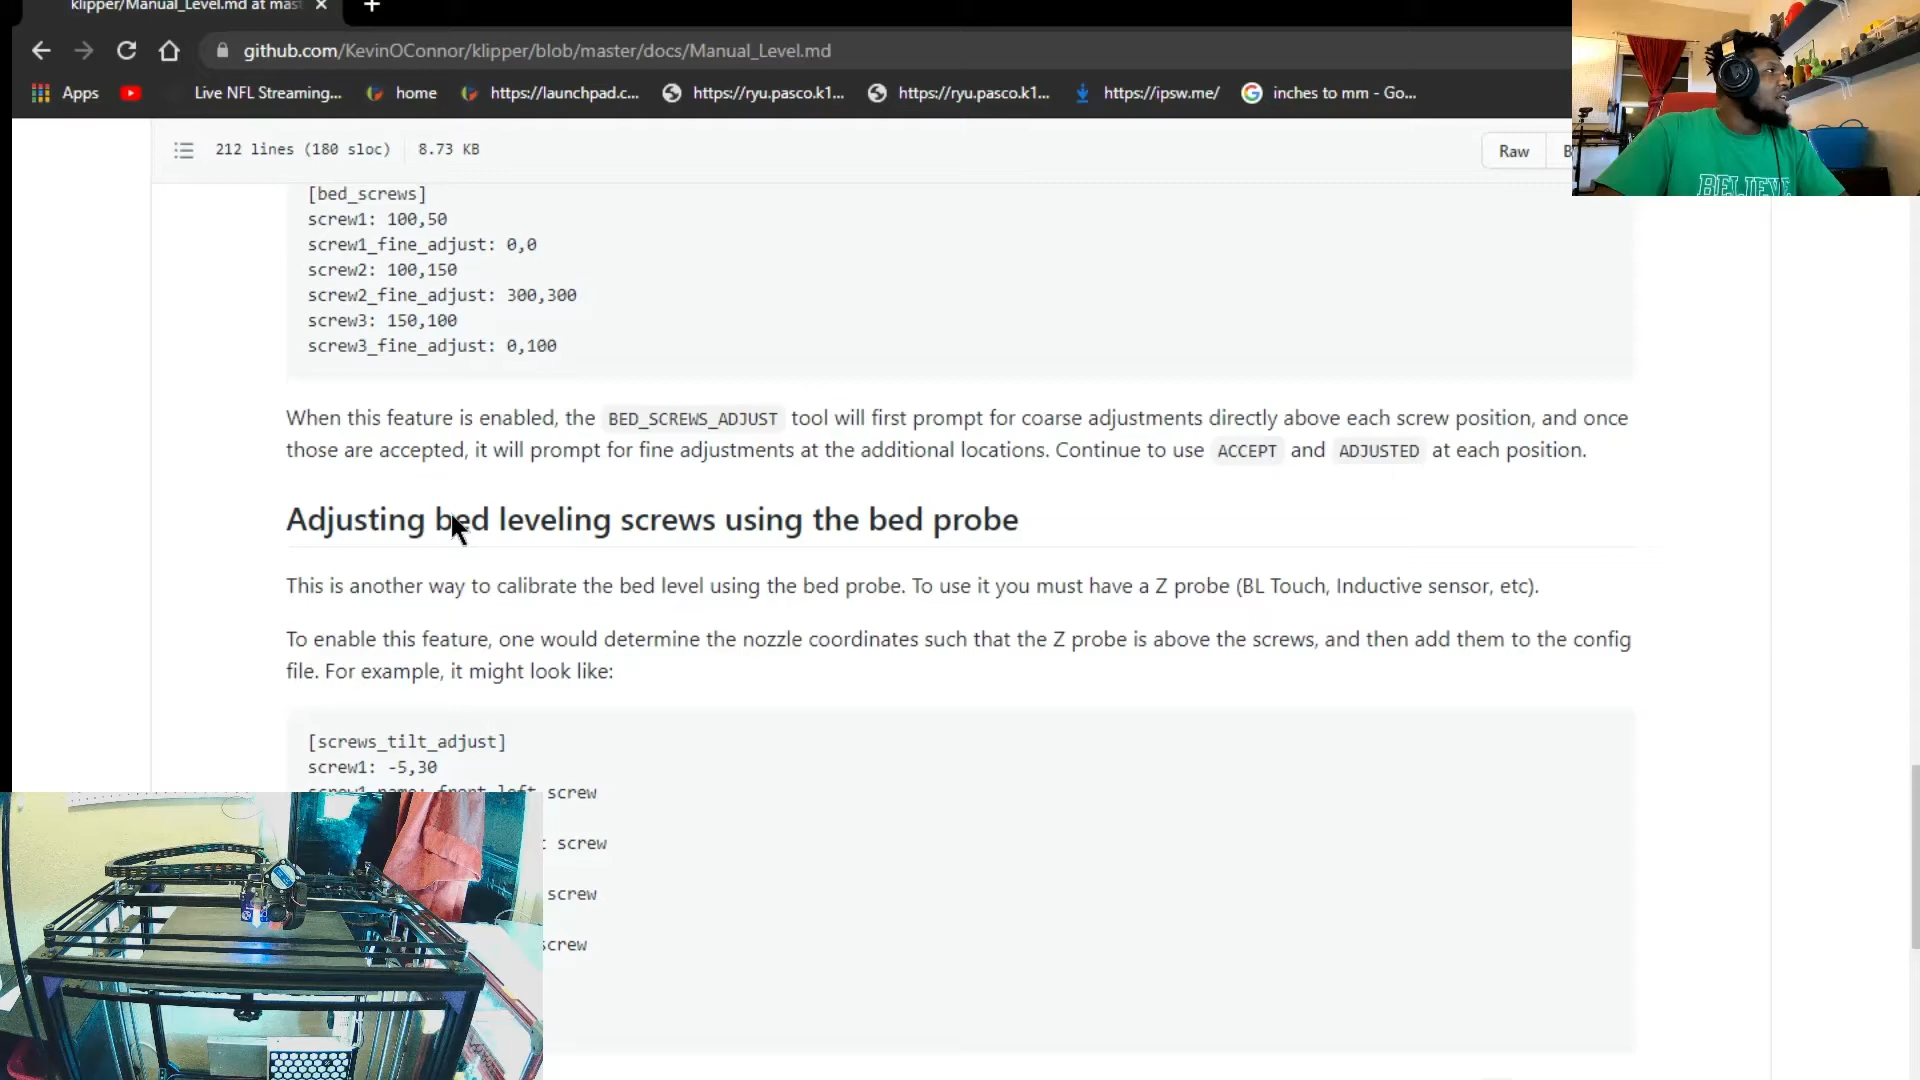 klipper/Manual_Level.md at mast
github.com/KevinOConnor/klipper/blob/master/docs/Manual_Level.md
Apps Live NFL Streaming... home https://launchpad.c... https://ryu.pasco.k1... https://ryu.pasco.k1... https://ipsw.me/ inches to mm - Go...
212 lines (180 sloc) 8.73 KB Raw B
[bed_screws]
screw1: 100,50
screw1_fine_adjust: 0,0
screw2: 100,150
screw2_fine_adjust: 300,300
screw3: 150,100
screw3_fine_adjust: 0,100
When this feature is enabled, the BED_SCREWS_ADJUST tool will first prompt for coarse adjustments directly above each screw position, and once
those are accepted, it will prompt for fine adjustments at the additional locations. Continue to use ACCEPT and ADJUSTED at each position.
Adjusting bed leveling screws using the bed probe
This is another way to calibrate the bed level using the bed probe. To use it you must have a Z probe (BL Touch, Inductive sensor, etc).
To enable this feature, one would determine the nozzle coordinates such that the Z probe is above the screws, and then add them to the config
file. For example, it might look like:
[screws_tilt_adjust]
screw1: -5,30
screw1_name: front left screw
screw
screw
screw
BELIEVE